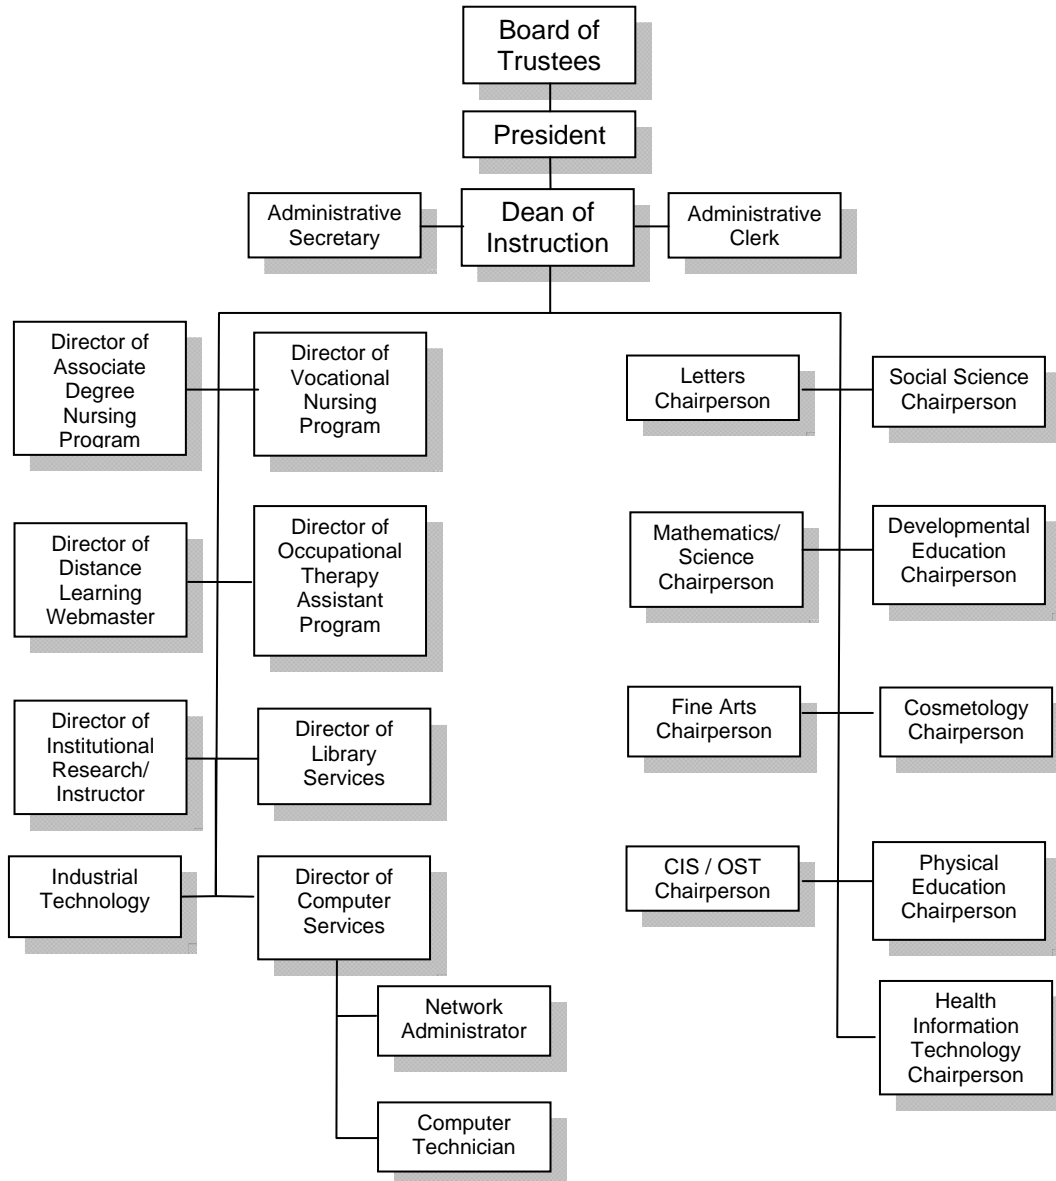 Board of
Trustees
President
Administrative
Secretary
Dean of
Instruction
Administrative
Clerk
Director of
Associate
Degree
Nursing
Program
Director of
Vocational
Nursing
Program
Letters
Chairperson
Social Science
Chairperson
Director of
Distance
Learning
Webmaster
Director of
Occupational
Therapy
Assistant
Program
Mathematics/
Science
Chairperson
Developmental
Education
Chairperson
Director of
Institutional
Research/
Instructor
Director of
Library
Services
Fine Arts
Chairperson
Cosmetology
Chairperson
Industrial
Technology
Director of
Computer
Services
CIS / OST
Chairperson
Physical
Education
Chairperson
Network
Administrator
Health
Information
Technology
Chairperson
Computer
Technician